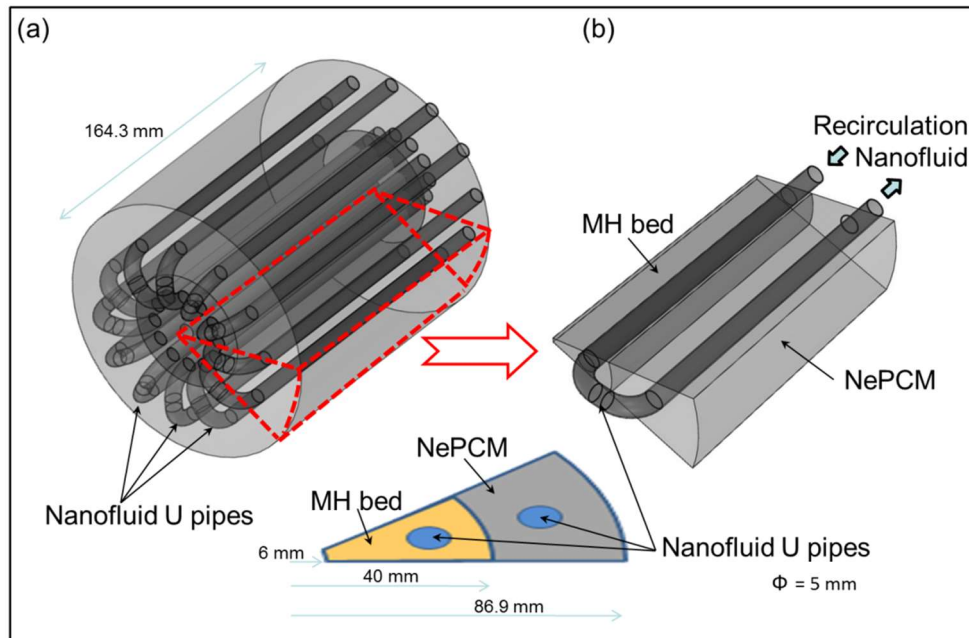 (a)
(b)
164.3 mm
Recirculation
Nanofluid
MH bed
NePCM
NePCM
MH bed
Nanofluid U pipes
Nanofluid U pipes
6 mm
40 mm
86.9 mm
Φ = 5 mm